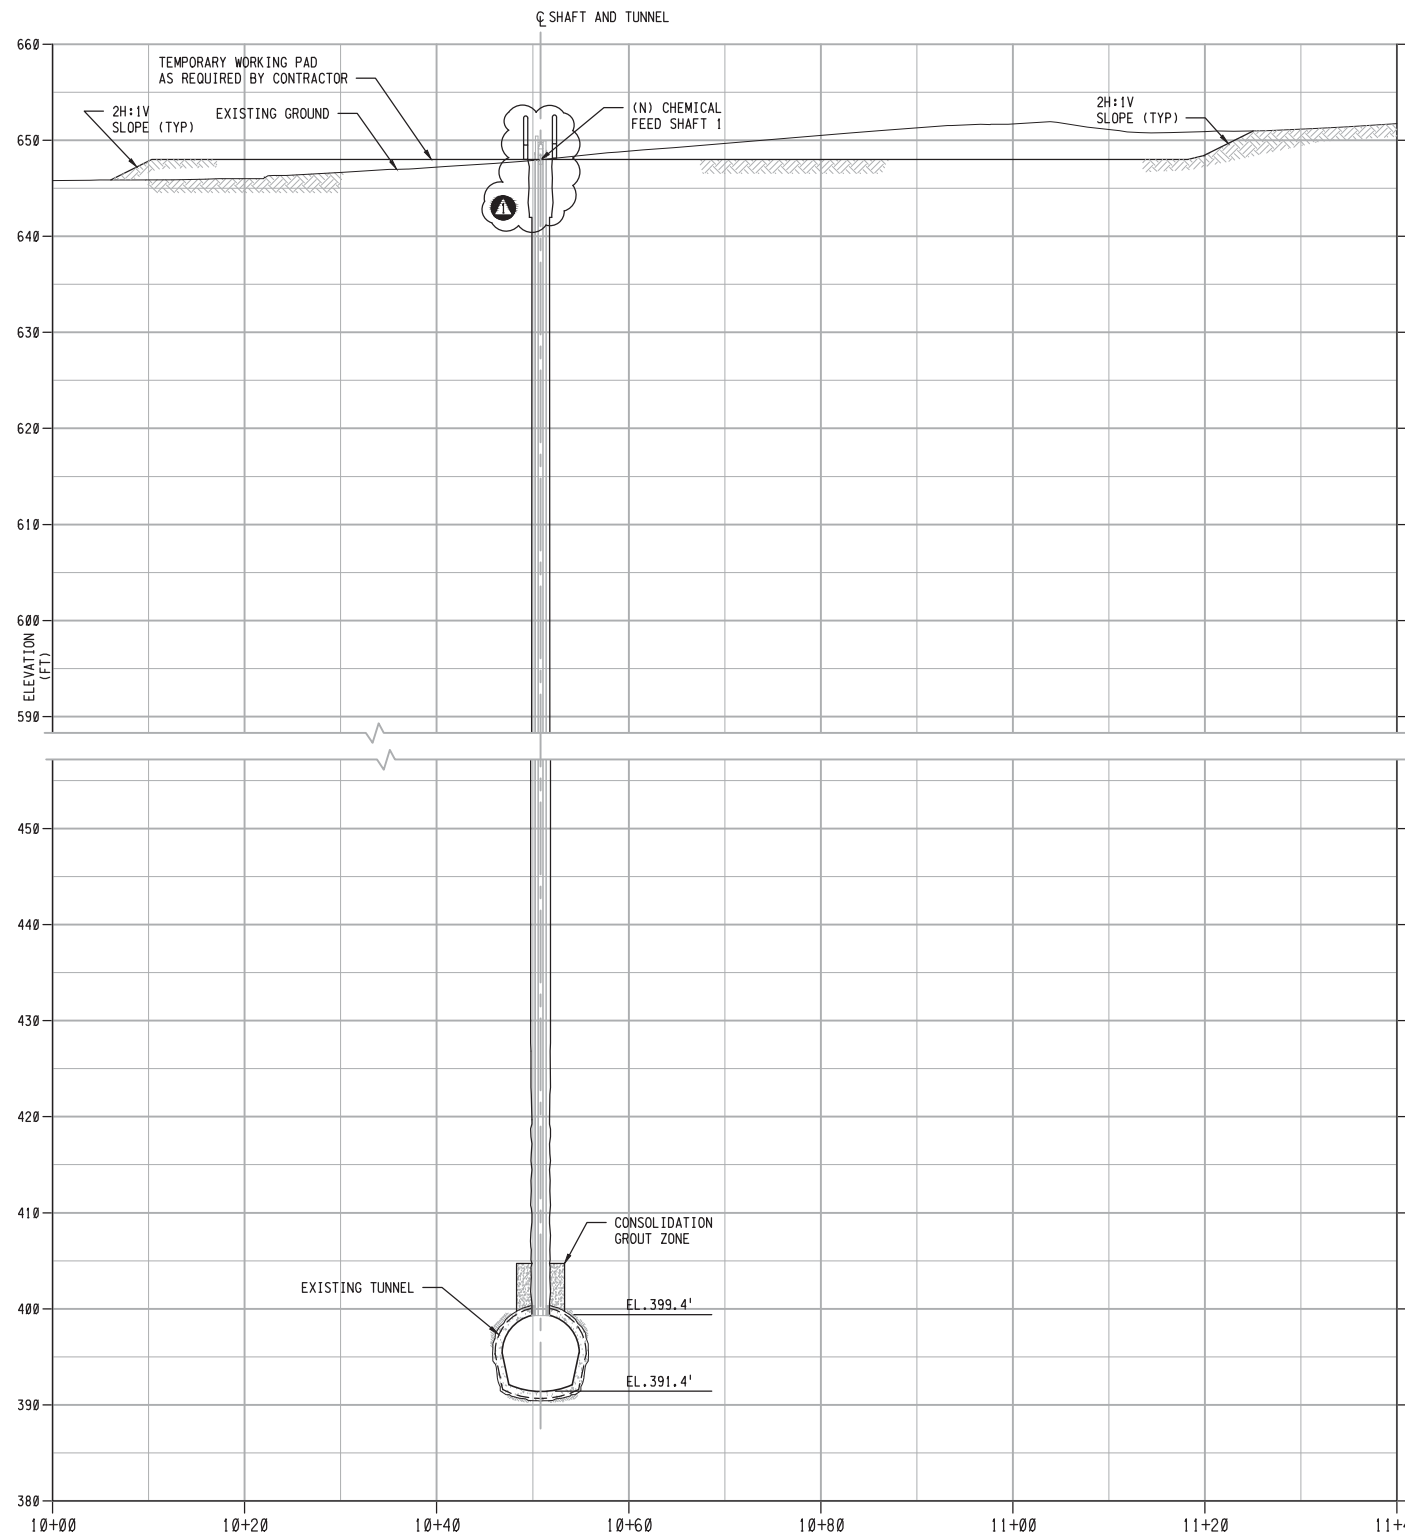 ℄ SHAFT AND TUNNEL
660
TEMPORARY WORKING PAD
AS REQUIRED BY CONTRACTOR
2H:1V
SLOPE (TYP)
EXISTING GROUND
(N) CHEMICAL
FEED SHAFT 1
2H:1V
SLOPE (TYP)
650
1
640
630
620
610
600
ELEVATION
(FT)
590
450
440
430
420
410
CONSOLIDATION
GROUT ZONE
EXISTING TUNNEL
400
EL.399.4'
EL.391.4'
390
380
10+00 10+20 10+40 10+60 10+80 11+00 11+20 11+4